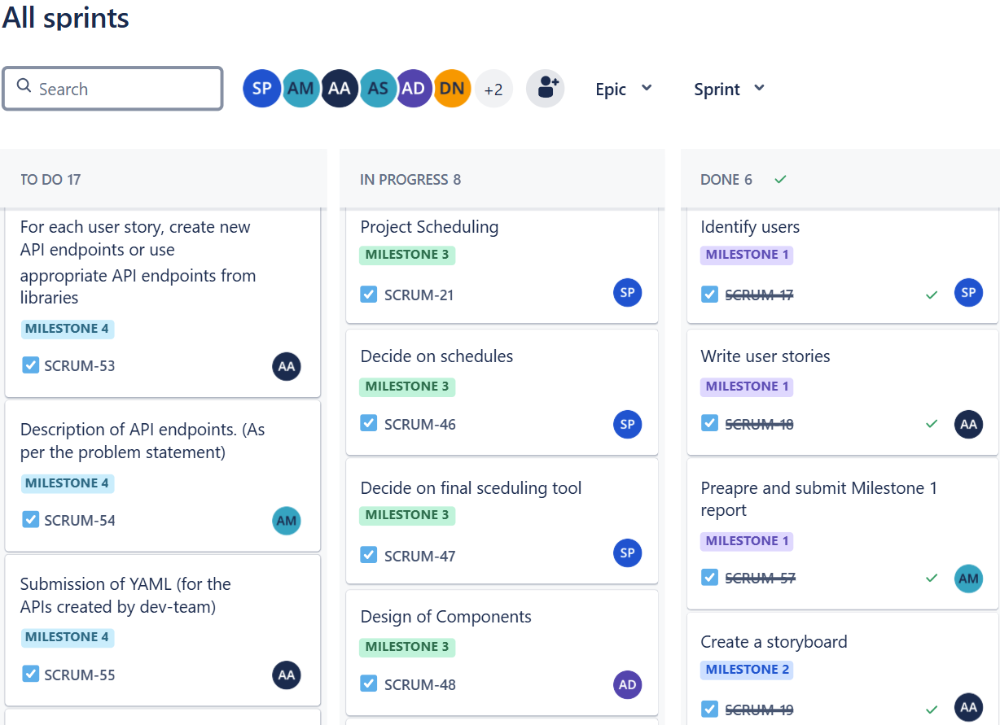 All sprints
Search
SP
AM
AA
AS
AD
DN
+2
Epic
Sprint
TO DO 17
For each user story, create new
API endpoints or use
appropriate API endpoints from
libraries
MILESTONE 4
SCRUM-53
AA
Description of API endpoints. (As
per the problem statement)
MILESTONE 4
SCRUM-54
AM
Submission of YAML (for the
APIs created by dev-team)
MILESTONE 4
SCRUM-55
AA
IN PROGRESS 8
Project Scheduling
MILESTONE 3
SCRUM-21
SP
Decide on schedules
MILESTONE 3
SCRUM-46
SP
Decide on final sceduling tool
MILESTONE 3
SCRUM-47
SP
Design of Components
MILESTONE 3
SCRUM-48
AD
DONE 6
Identify users
MILESTONE 1
SCRUM-17
SP
Write user stories
MILESTONE 1
SCRUM-18
AA
Preapre and submit Milestone 1
report
MILESTONE 1
SCRUM-57
AM
Create a storyboard
MILESTONE 2
SCRUM-19
AA